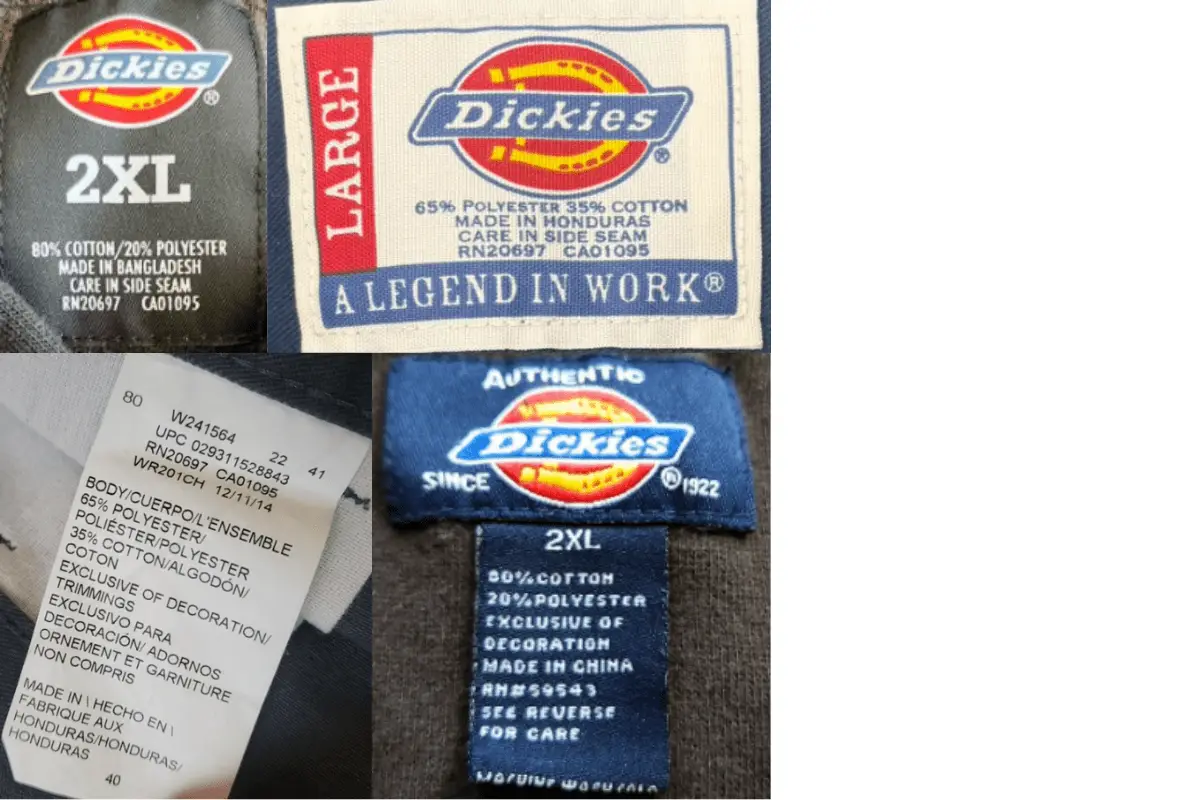 Dickies
®
2XL
80% COTTON/20% POLYESTER
MADE IN BANGLADESH
CARE IN SIDE SEAM
RN20697 CA01095
LARGE
Dickies
®
65% POLYESTER 35% COTTON
MADE IN HONDURAS
CARE IN SIDE SEAM
RN20697 CA01095
A LEGEND IN WORK®
80
W241564 22 41
UPC 029311528843
RN20697 CA01095
WR201CH 12/11/14
BODY/CUERPO/L'ENSEMBLE
65% POLYESTER/
POLIÉSTER/POLYESTER
35% COTTON/ALGODÓN/
COTON
EXCLUSIVE OF DECORATION/
TRIMMINGS
EXCLUSIVO PARA
DECORACIÓN/ ADORNOS
ORNEMENT ET GARNITURE
NON COMPRIS
MADE IN \ HECHO EN \
FABRIQUE AUX
HONDURAS/HONDURAS/
HONDURAS
40
AUTHENTIC
Dickies
SINCE ® 1922
2XL
80% COTTON
20% POLYESTER
EXCLUSIVE OF
DECORATION
MADE IN CHINA
RN#59543
SEE REVERSE
FOR CARE
MACHINE WASH COLD